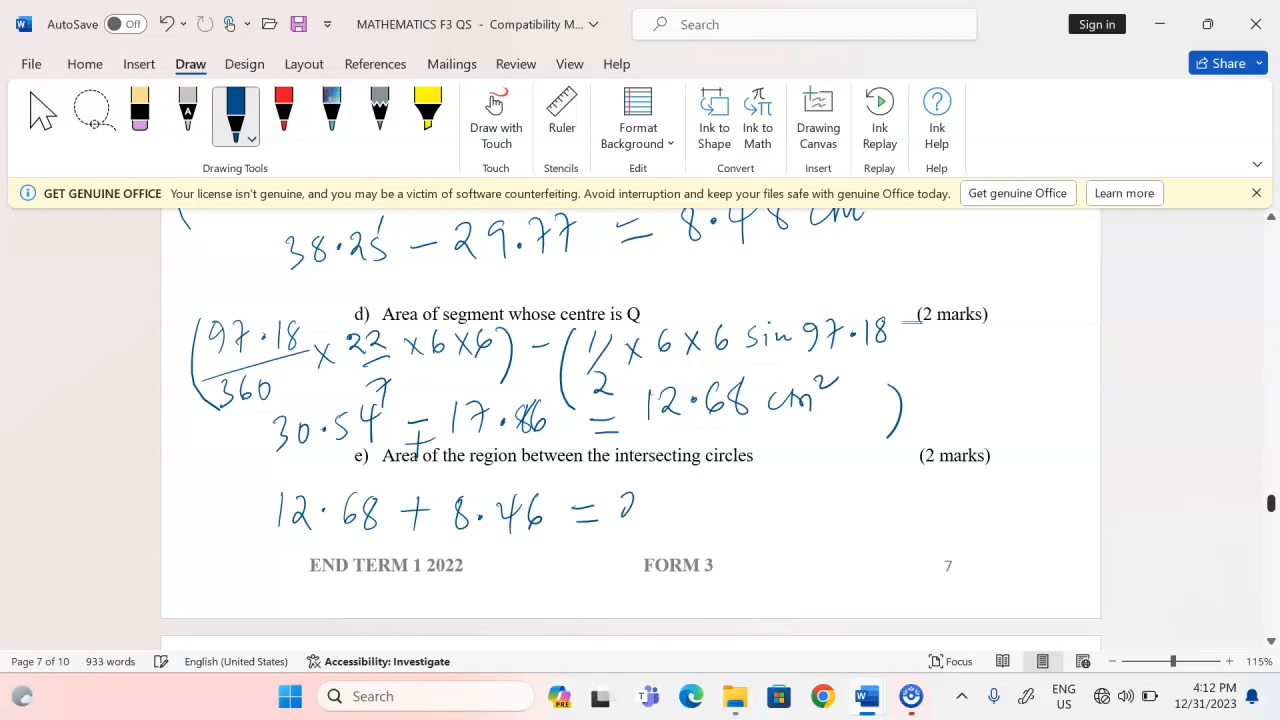 AutoSave Off MATHEMATICS F3 QS - Compatibility M... Search Sign in
File Home Insert Draw Design Layout References Mailings Review View Help Share
Draw with Touch Ruler Format Background Ink to Shape Ink to Math Drawing Canvas Ink Replay Ink Help
Drawing Tools Touch Stencils Edit Convert Insert Replay Help
GET GENUINE OFFICE Your license isn't genuine, and you may be a victim of software counterfeiting. Avoid interruption and keep your files safe with genuine Office today. Get genuine Office Learn more
38.25 - 29.77 = 8.48 cm
d) Area of segment whose centre is Q (2 marks)
(97.18/360 × 22/7 × 6 × 6) - (1/2 × 6 × 6 sin 97.18)
30.54 - 17.86 = 12.68 cm²
e) Area of the region between the intersecting circles (2 marks)
12.68 + 8.46 =
END TERM 1 2022 FORM 3 7
Page 7 of 10 933 words English (United States) Accessibility: Investigate Focus 115%
Search PRE ENG US 4:12 PM 12/31/2023